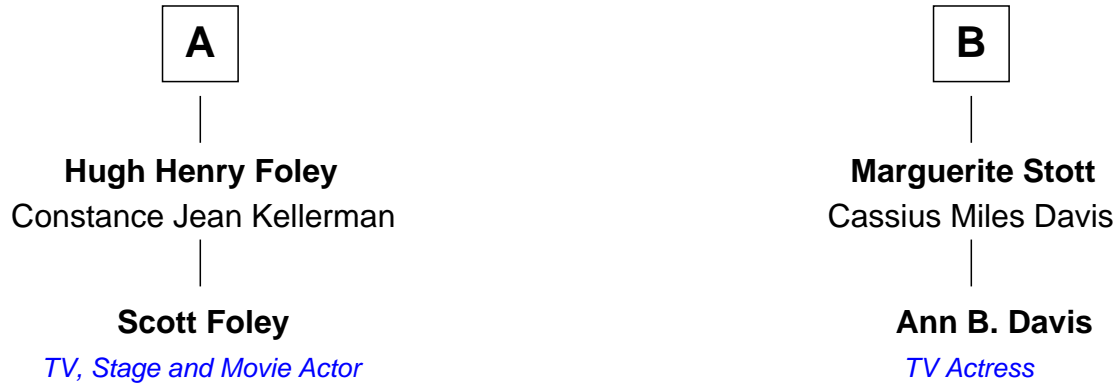 A
Hugh Henry Foley
Constance Jean Kellerman
Scott Foley
TV, Stage and Movie Actor
B
Marguerite Stott
Cassius Miles Davis
Ann B. Davis
TV Actress